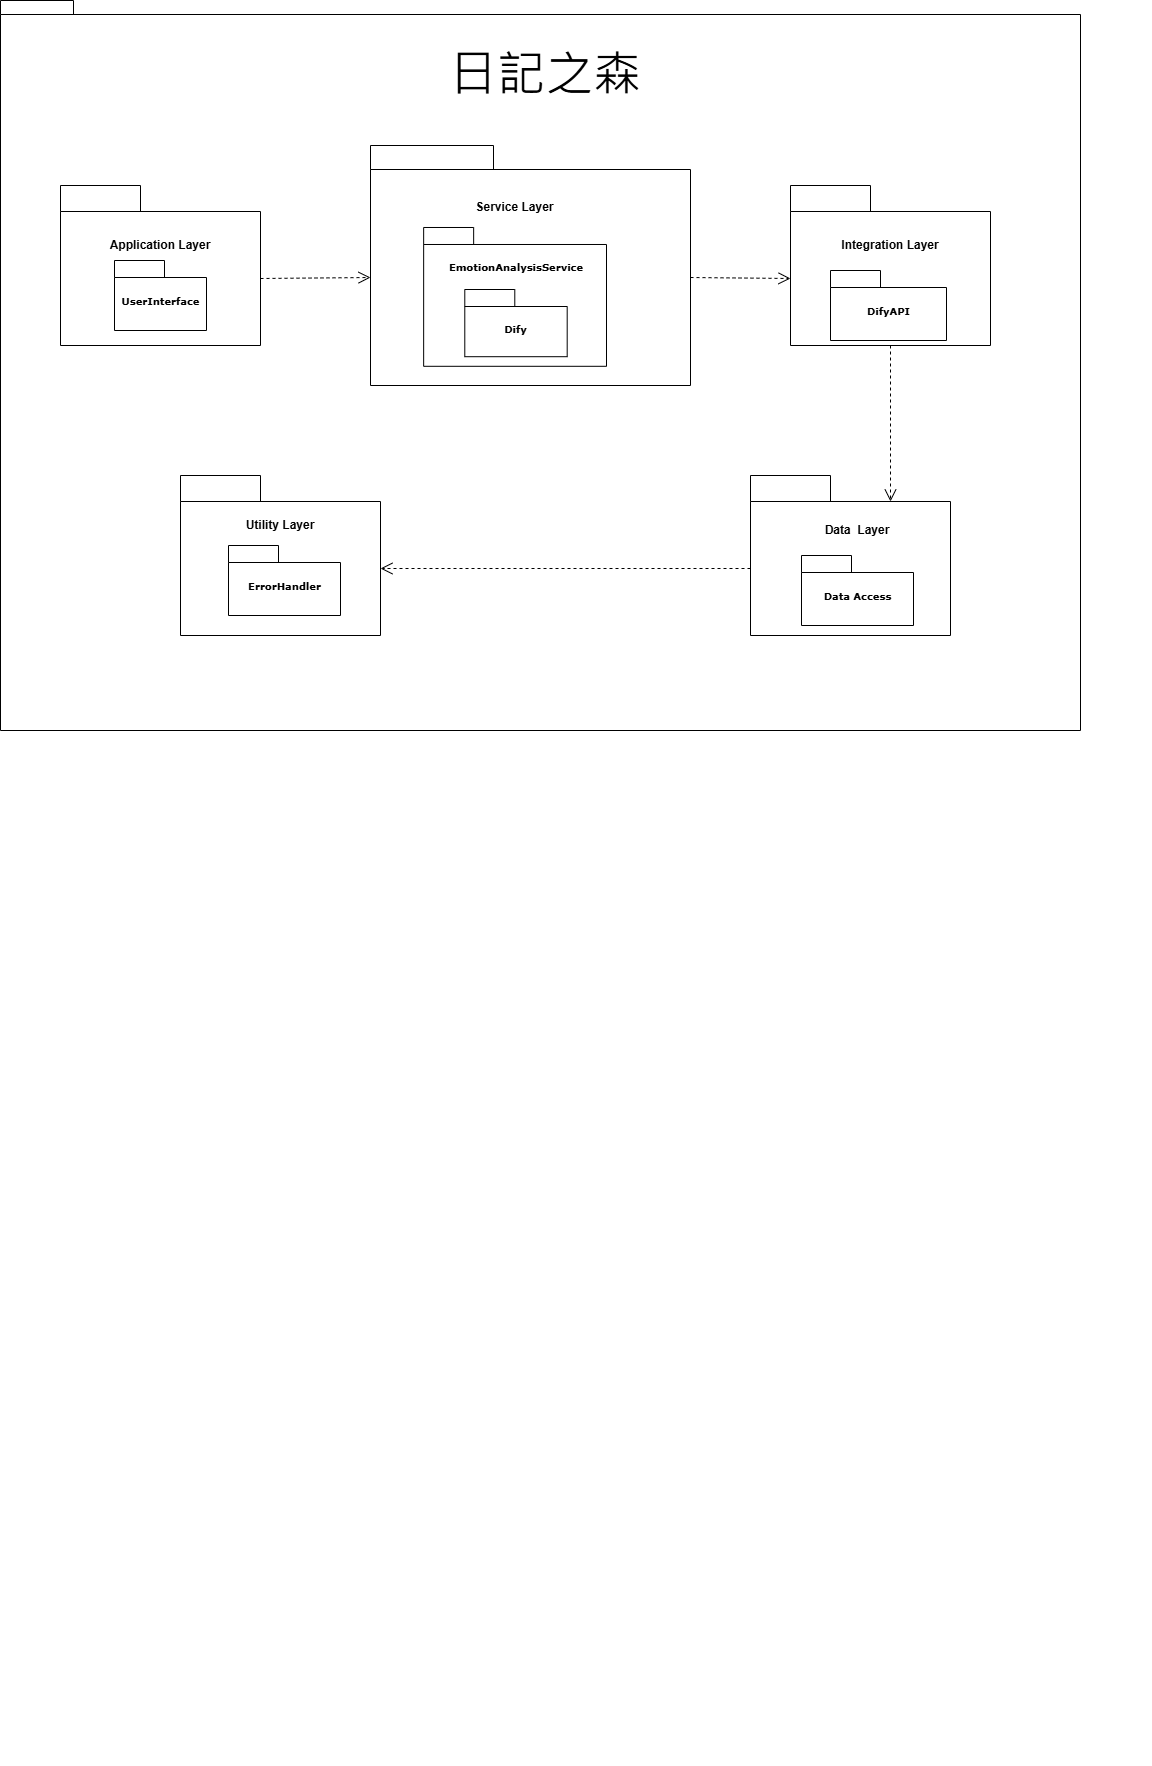 日記之森
Application Layer
UserInterface
Service Layer
EmotionAnalysisService
Dify
Integration Layer
DifyAPI
Utility Layer
ErrorHandler
Data  Layer
Data Access